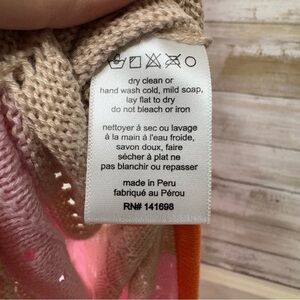 dry clean or
hand wash cold, mild soap,
lay flat to dry
do not bleach or iron
nettoyer à sec ou lavage
à la main à l'eau froide,
savon doux, faire
sécher à plat ne
pas blanchir ou repasser
made in Peru
fabriqué au Pérou
RN# 141698